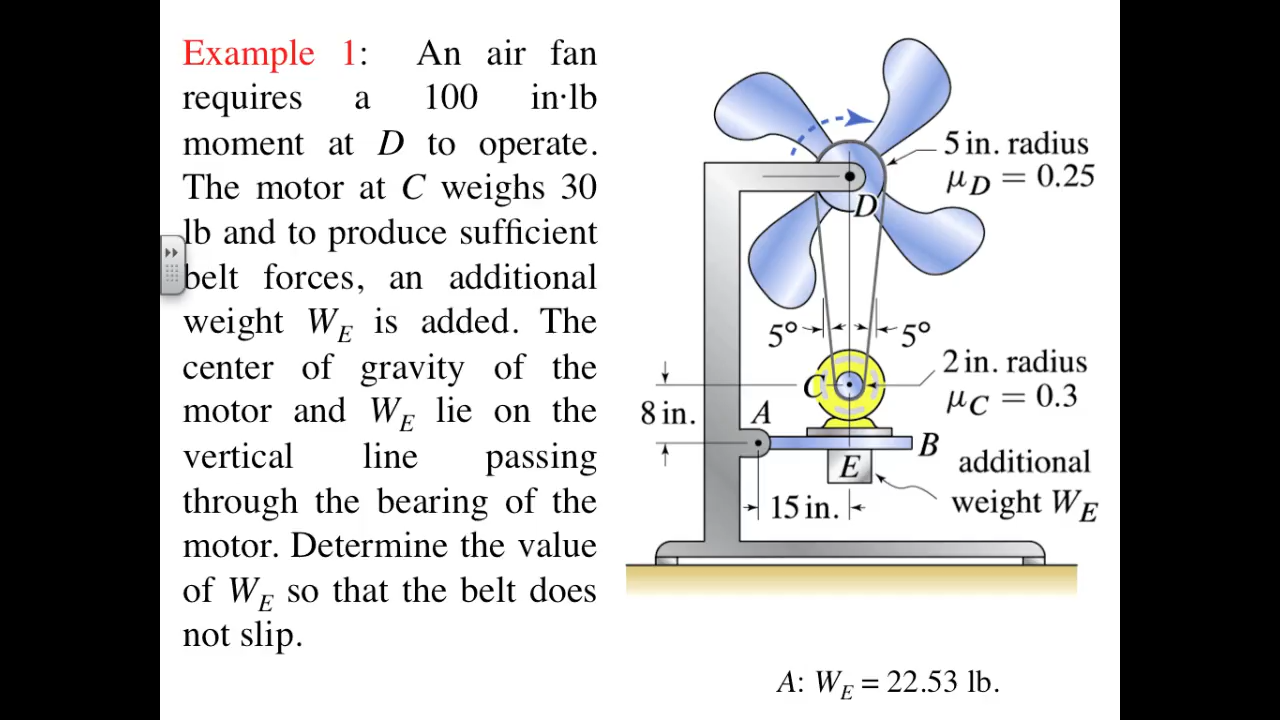 Example 1: An air fan
requires a 100 in·lb
moment at D to operate.
The motor at C weighs 30
lb and to produce sufficient
belt forces, an additional
weight W_E is added. The
center of gravity of the
motor and W_E lie on the
vertical line passing
through the bearing of the
motor. Determine the value
of W_E so that the belt does
not slip.
5 in. radius
μ_D = 0.25
D
5°
5°
2 in. radius
μ_C = 0.3
C
8 in.
A
B
E
additional
weight W_E
15 in.
A: W_E = 22.53 lb.